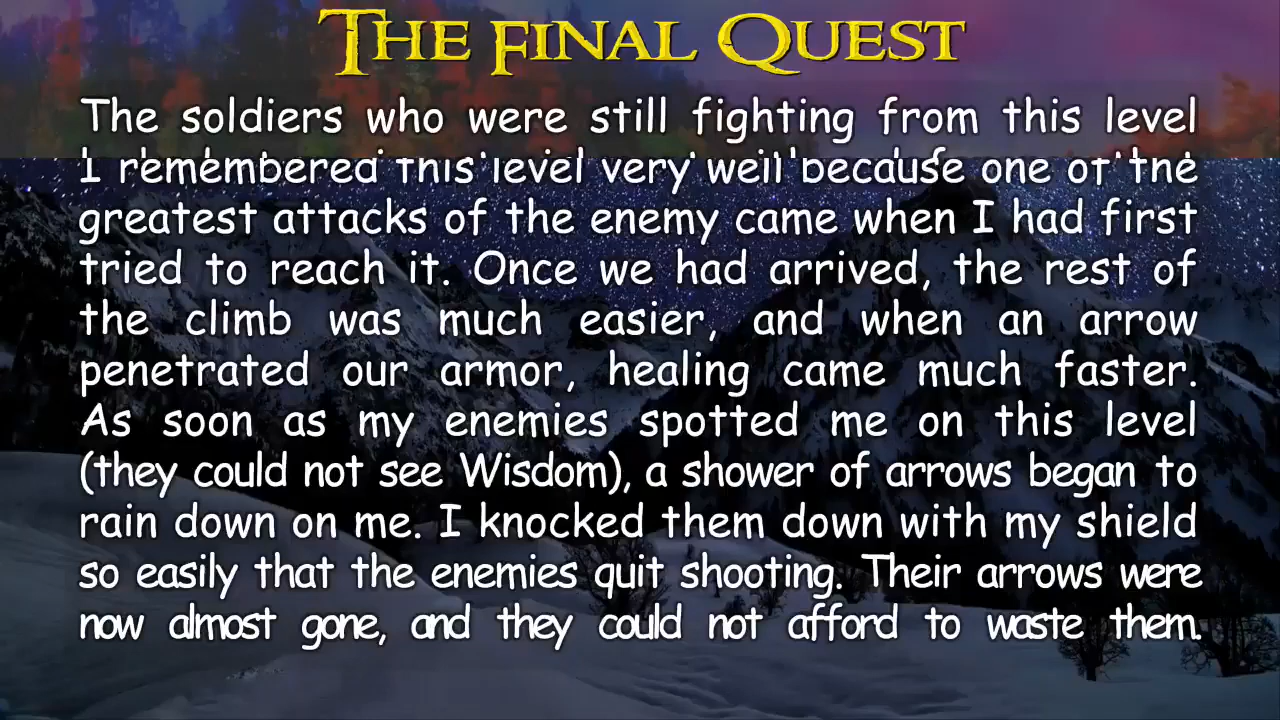 THE FINAL QUEST
The soldiers who were still fighting from this level
I remembered this level very well because one of the
greatest attacks of the enemy came when I had first
tried to reach it. Once we had arrived, the rest of
the climb was much easier, and when an arrow
penetrated our armor, healing came much faster.
As soon as my enemies spotted me on this level
(they could not see Wisdom), a shower of arrows began to
rain down on me. I knocked them down with my shield
so easily that the enemies quit shooting. Their arrows were
now almost gone, and they could not afford to waste them.